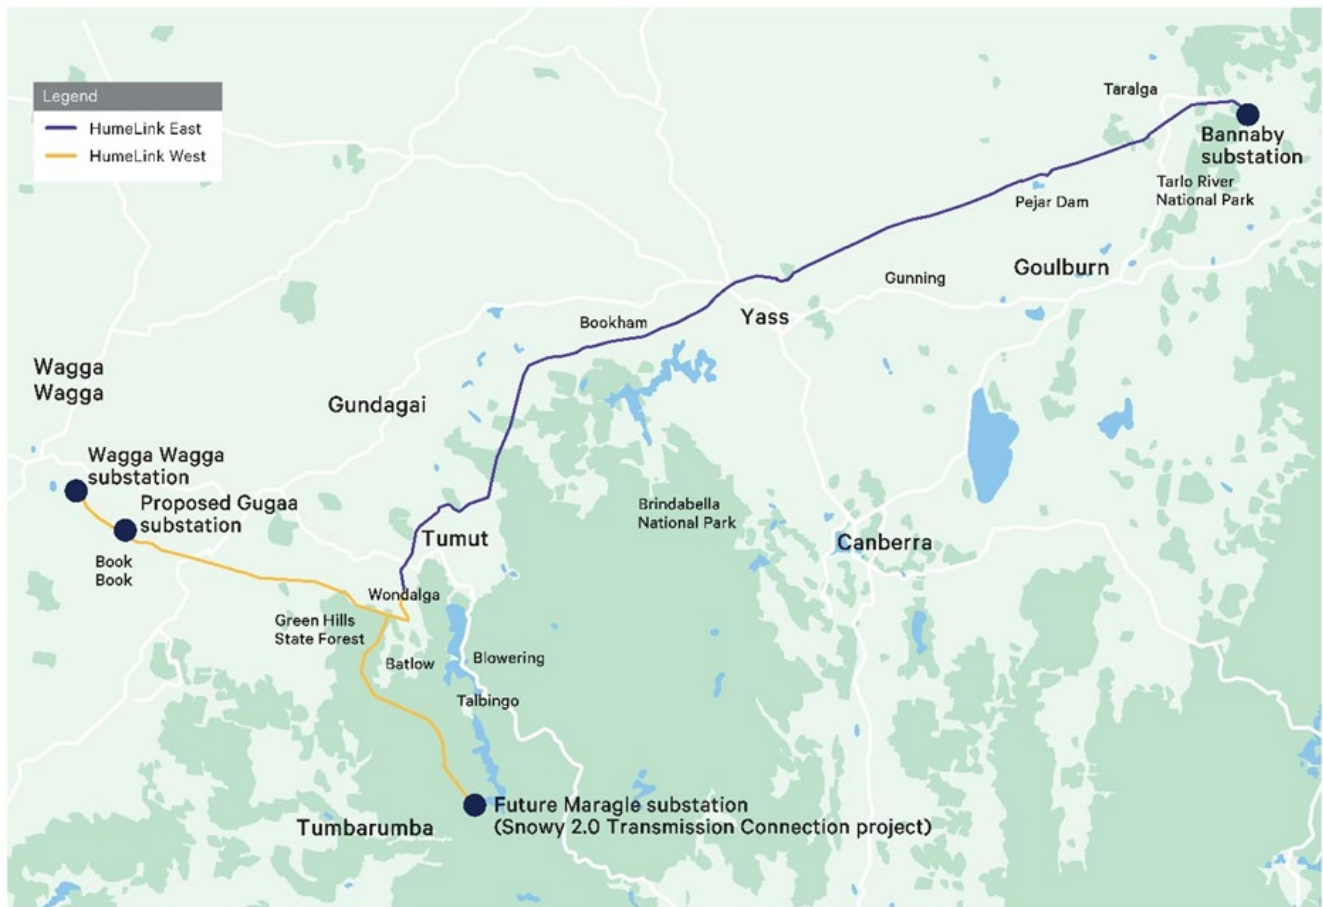 Legend
HumeLink East
HumeLink West
Taralga
Bannaby
substation
Tarlo River
National Park
Pejar Dam
Goulburn
Gunning
Yass
Bookham
Wagga
Wagga
Gundagai
Wagga Wagga
substation
Proposed Gugaa
substation
Book
Book
Brindabella
National Park
Tumut
Canberra
Wondalga
Green Hills
State Forest
Batlow
Blowering
Talbingo
Future Maragle substation
(Snowy 2.0 Transmission Connection project)
Tumbarumba